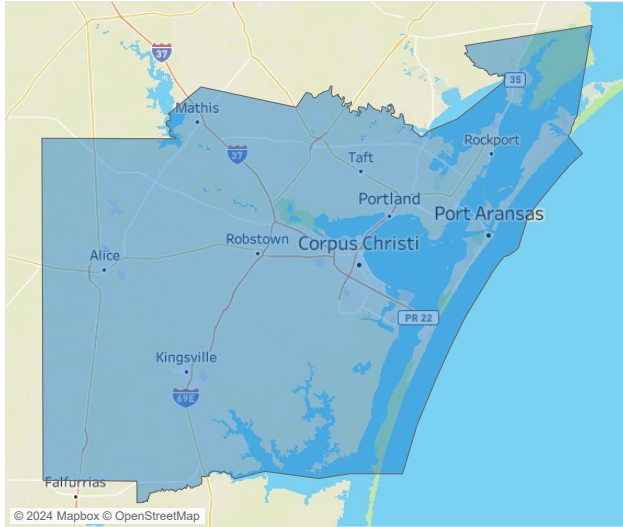 37
Mathis
35
37
Taft
Rockport
Portland
Port Aransas
Robstown
Corpus Christi
Alice
PR 22
Kingsville
69E
Falfurrias
© 2024 Mapbox © OpenStreetMap